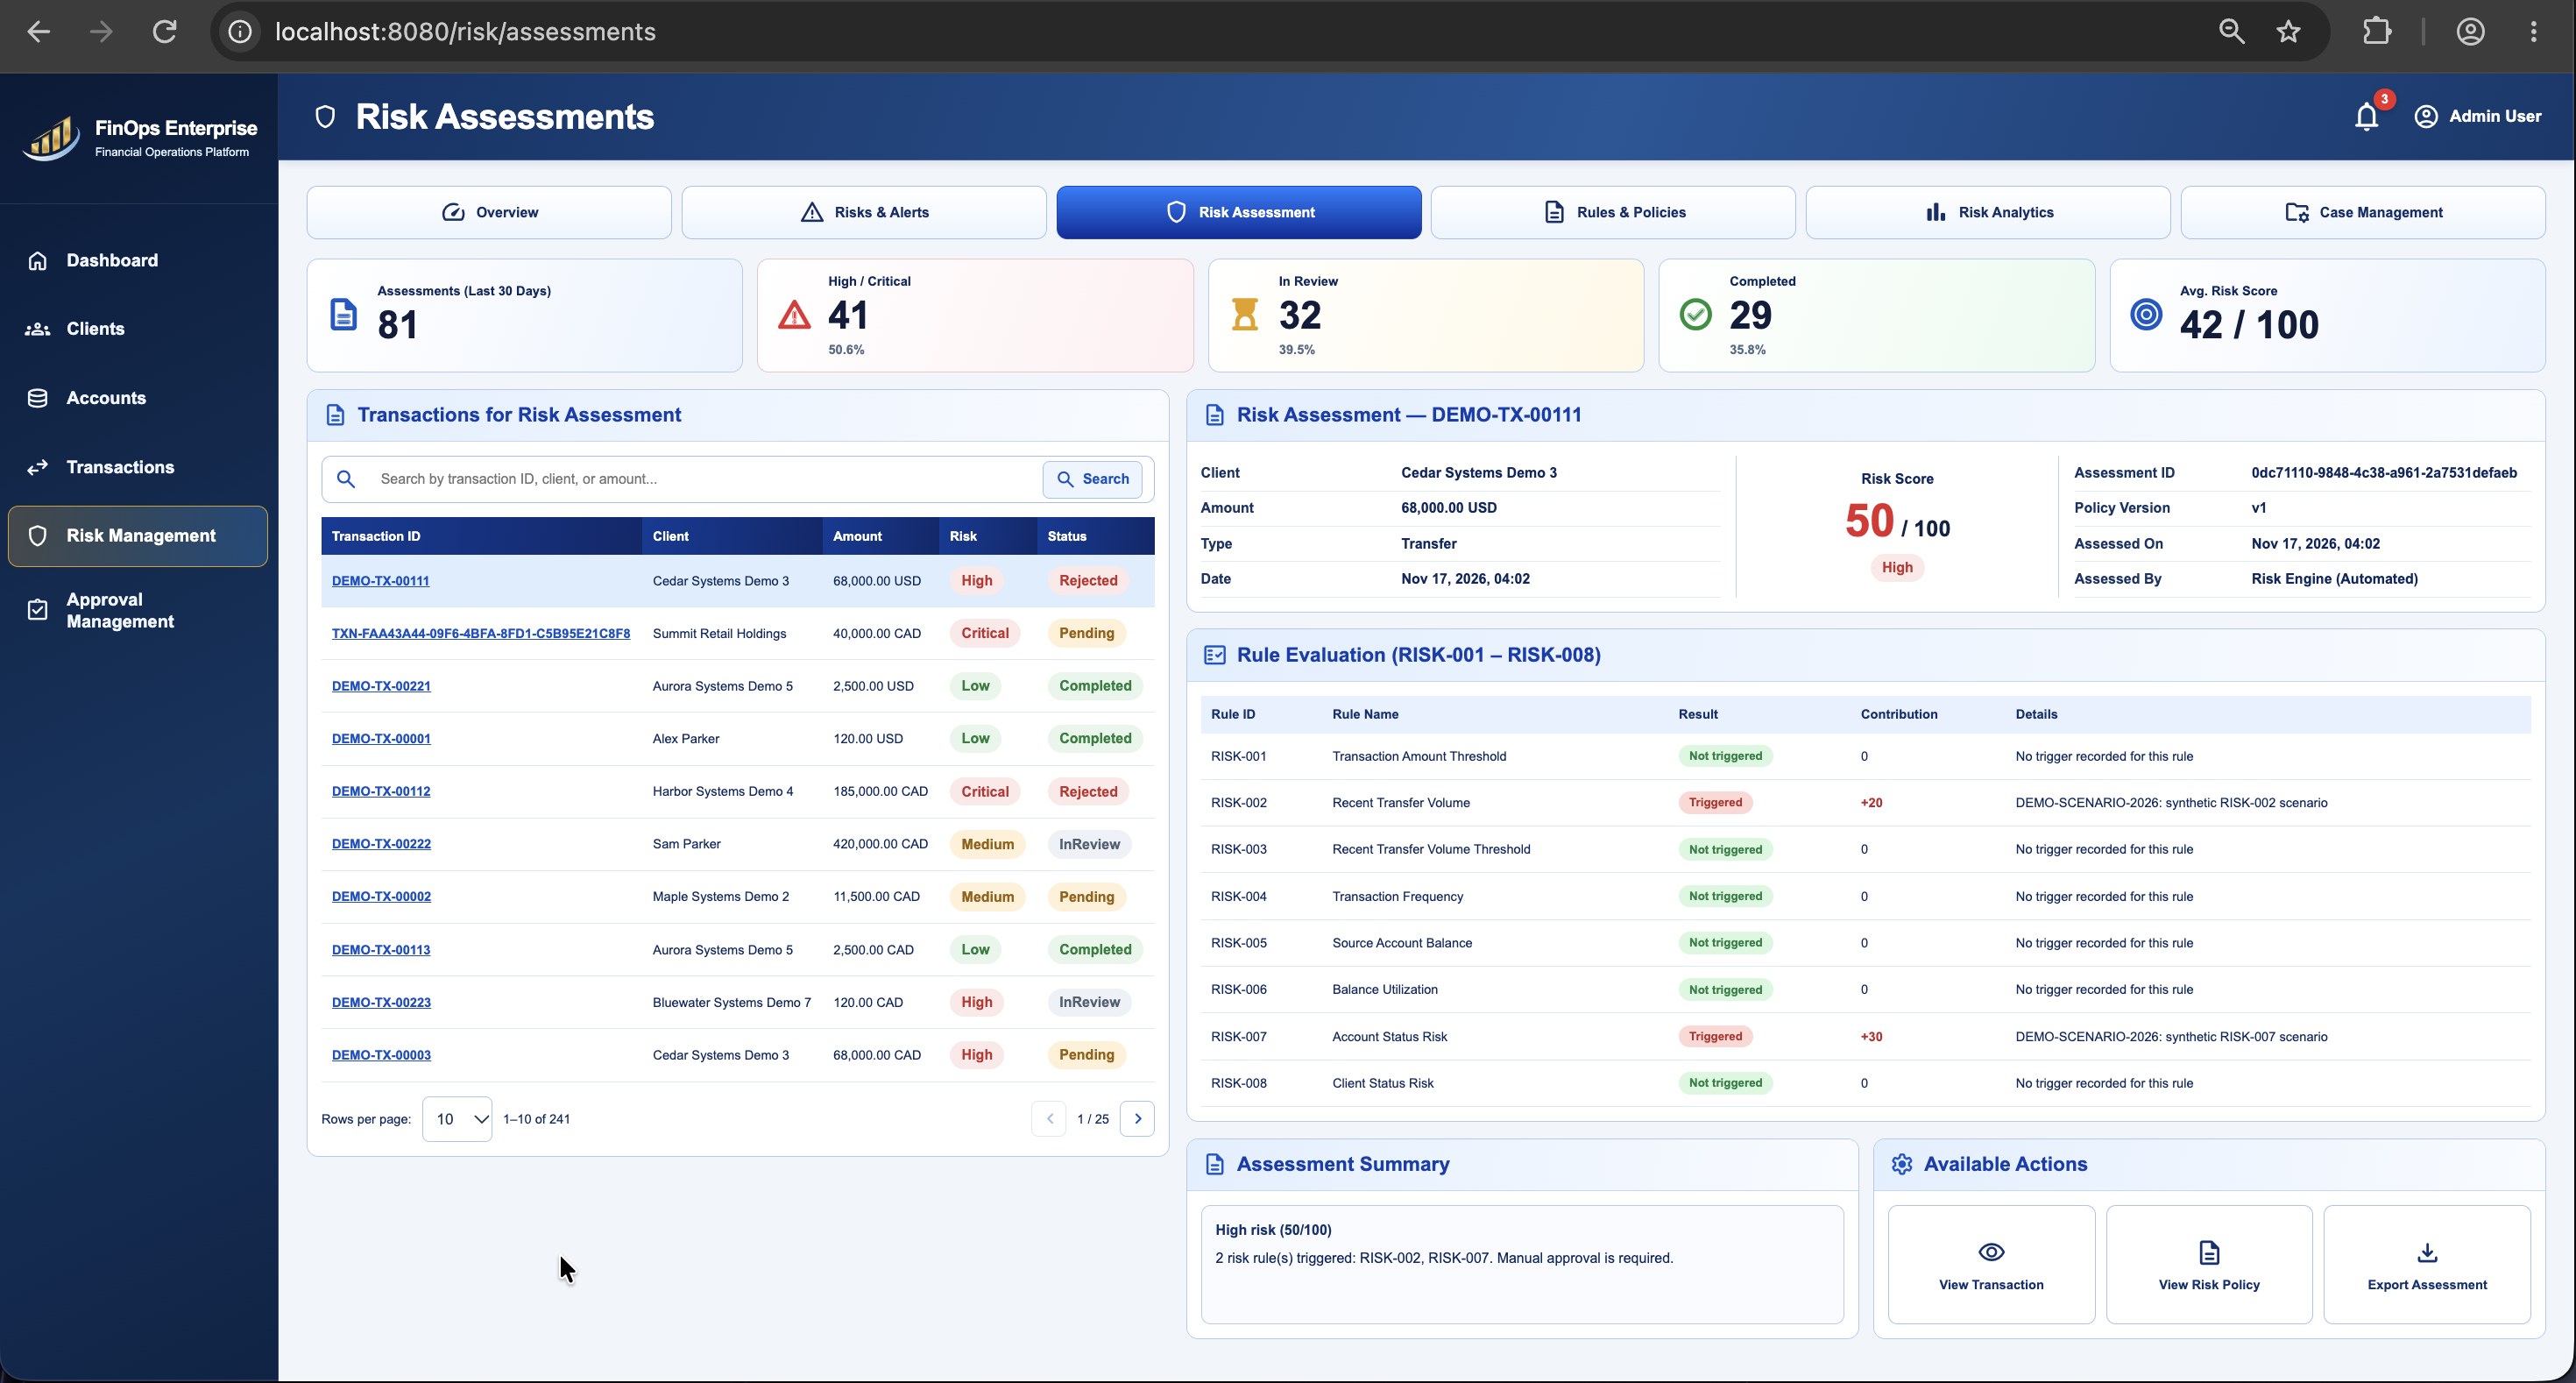 localhost:8080/risk/assessments
FinOps Enterprise
Financial Operations Platform
Risk Assessments
3
Admin User
Dashboard
Clients
Accounts
Transactions
Risk Management
Approval
Management
Overview
Risks & Alerts
Risk Assessment
Rules & Policies
Risk Analytics
Case Management
Assessments (Last 30 Days)
81
High / Critical
41
50.6%
In Review
32
39.5%
Completed
29
35.8%
Avg. Risk Score
42 / 100
Transactions for Risk Assessment
Search by transaction ID, client, or amount...
Search
Transaction ID Client Amount Risk Status
DEMO-TX-00111 Cedar Systems Demo 3 68,000.00 USD High Rejected
TXN-FAA43A44-09F6-4BFA-8FD1-C5B95E21C8F8 Summit Retail Holdings 40,000.00 CAD Critical Pending
DEMO-TX-00221 Aurora Systems Demo 5 2,500.00 USD Low Completed
DEMO-TX-00001 Alex Parker 120.00 USD Low Completed
DEMO-TX-00112 Harbor Systems Demo 4 185,000.00 CAD Critical Rejected
DEMO-TX-00222 Sam Parker 420,000.00 CAD Medium InReview
DEMO-TX-00002 Maple Systems Demo 2 11,500.00 CAD Medium Pending
DEMO-TX-00113 Aurora Systems Demo 5 2,500.00 CAD Low Completed
DEMO-TX-00223 Bluewater Systems Demo 7 120.00 CAD High InReview
DEMO-TX-00003 Cedar Systems Demo 3 68,000.00 CAD High Pending
Rows per page: 10 1–10 of 241 1 / 25
Risk Assessment — DEMO-TX-00111
Client Cedar Systems Demo 3
Amount 68,000.00 USD
Type Transfer
Date Nov 17, 2026, 04:02
Risk Score
50 / 100
High
Assessment ID 0dc71110-9848-4c38-a961-2a7531defaeb
Policy Version v1
Assessed On Nov 17, 2026, 04:02
Assessed By Risk Engine (Automated)
Rule Evaluation (RISK-001 – RISK-008)
Rule ID Rule Name Result Contribution Details
RISK-001 Transaction Amount Threshold Not triggered 0 No trigger recorded for this rule
RISK-002 Recent Transfer Volume Triggered +20 DEMO-SCENARIO-2026: synthetic RISK-002 scenario
RISK-003 Recent Transfer Volume Threshold Not triggered 0 No trigger recorded for this rule
RISK-004 Transaction Frequency Not triggered 0 No trigger recorded for this rule
RISK-005 Source Account Balance Not triggered 0 No trigger recorded for this rule
RISK-006 Balance Utilization Not triggered 0 No trigger recorded for this rule
RISK-007 Account Status Risk Triggered +30 DEMO-SCENARIO-2026: synthetic RISK-007 scenario
RISK-008 Client Status Risk Not triggered 0 No trigger recorded for this rule
Assessment Summary
High risk (50/100)
2 risk rule(s) triggered: RISK-002, RISK-007. Manual approval is required.
Available Actions
View Transaction
View Risk Policy
Export Assessment